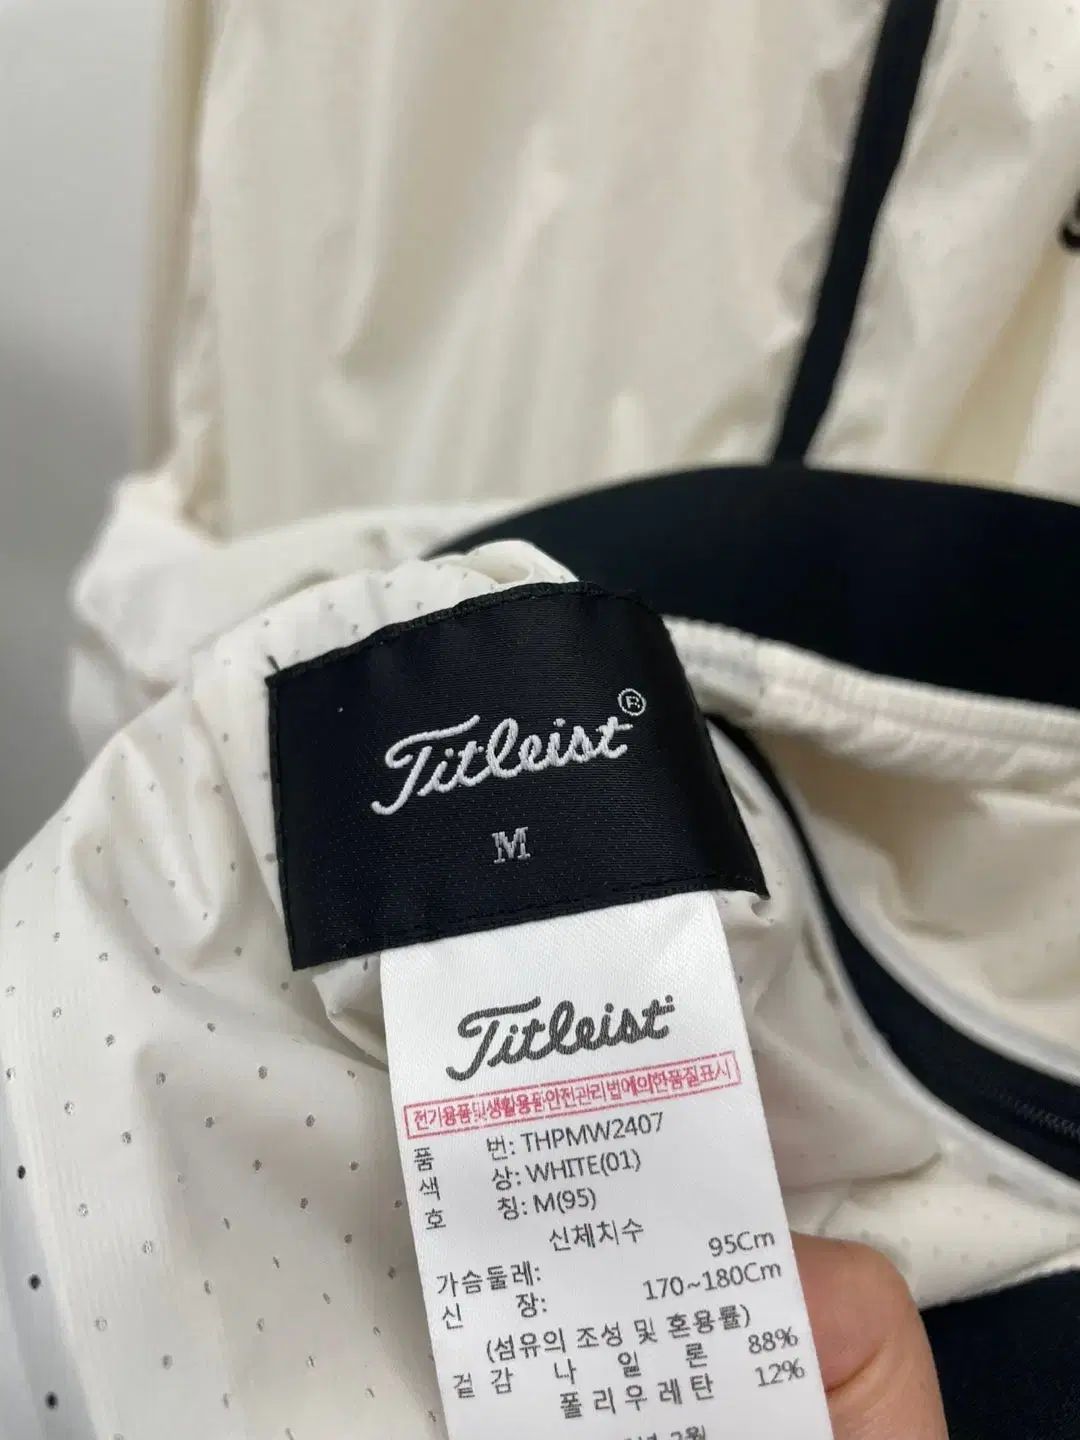 Titleist®
M
Titleist
전기용품및생활용품안전관리법에의한품질표시
품 번: THPMW2407
색 상: WHITE(01)
호 칭: M(95)
신체치수
가슴둘레: 95Cm
신 장: 170~180Cm
(섬유의 조성 및 혼용률)
겉 감 나 일 론 88%
폴 리 우 레 탄 12%